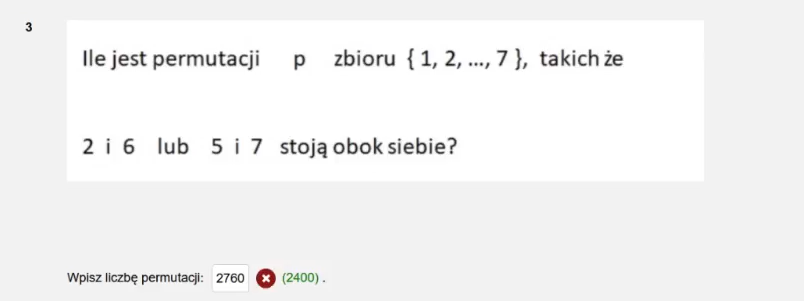 3
Ile jest permutacji p zbioru { 1, 2, ..., 7 }, takich że
2 i 6 lub 5 i 7 stoją obok siebie?
Wpisz liczbę permutacji: 2760 (2400) .